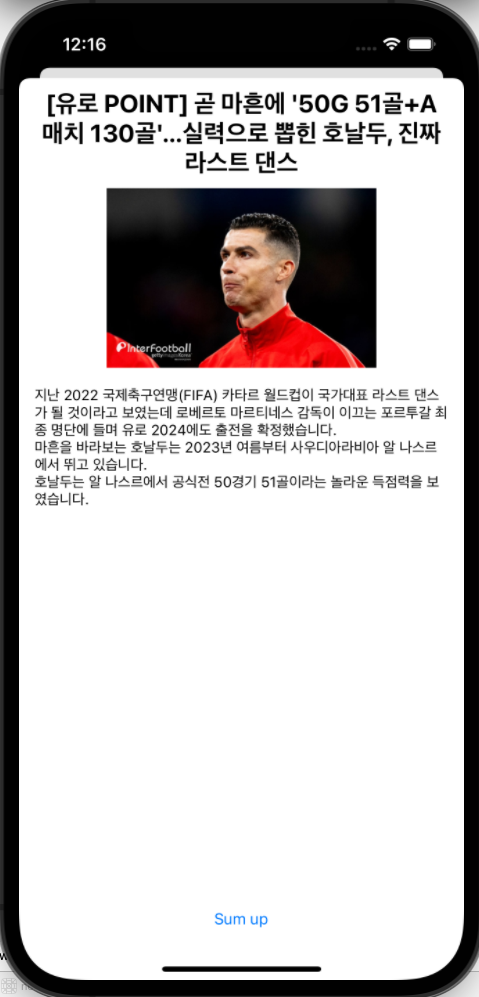 12:16
[유로 POINT] 곧 마흔에 '50G 51골+A
매치 130골'...실력으로 뽑힌 호날두, 진짜
라스트 댄스
InterFootball
지난 2022 국제축구연맹(FIFA) 카타르 월드컵이 국가대표 라스트 댄스
가 될 것이라고 보였는데 로베르토 마르티네스 감독이 이끄는 포르투갈 최
종 명단에 들며 유로 2024에도 출전을 확정했습니다.
마흔을 바라보는 호날두는 2023년 여름부터 사우디아라비아 알 나스르
에서 뛰고 있습니다.
호날두는 알 나스르에서 공식전 50경기 51골이라는 놀라운 득점력을 보
였습니다.
Sum up